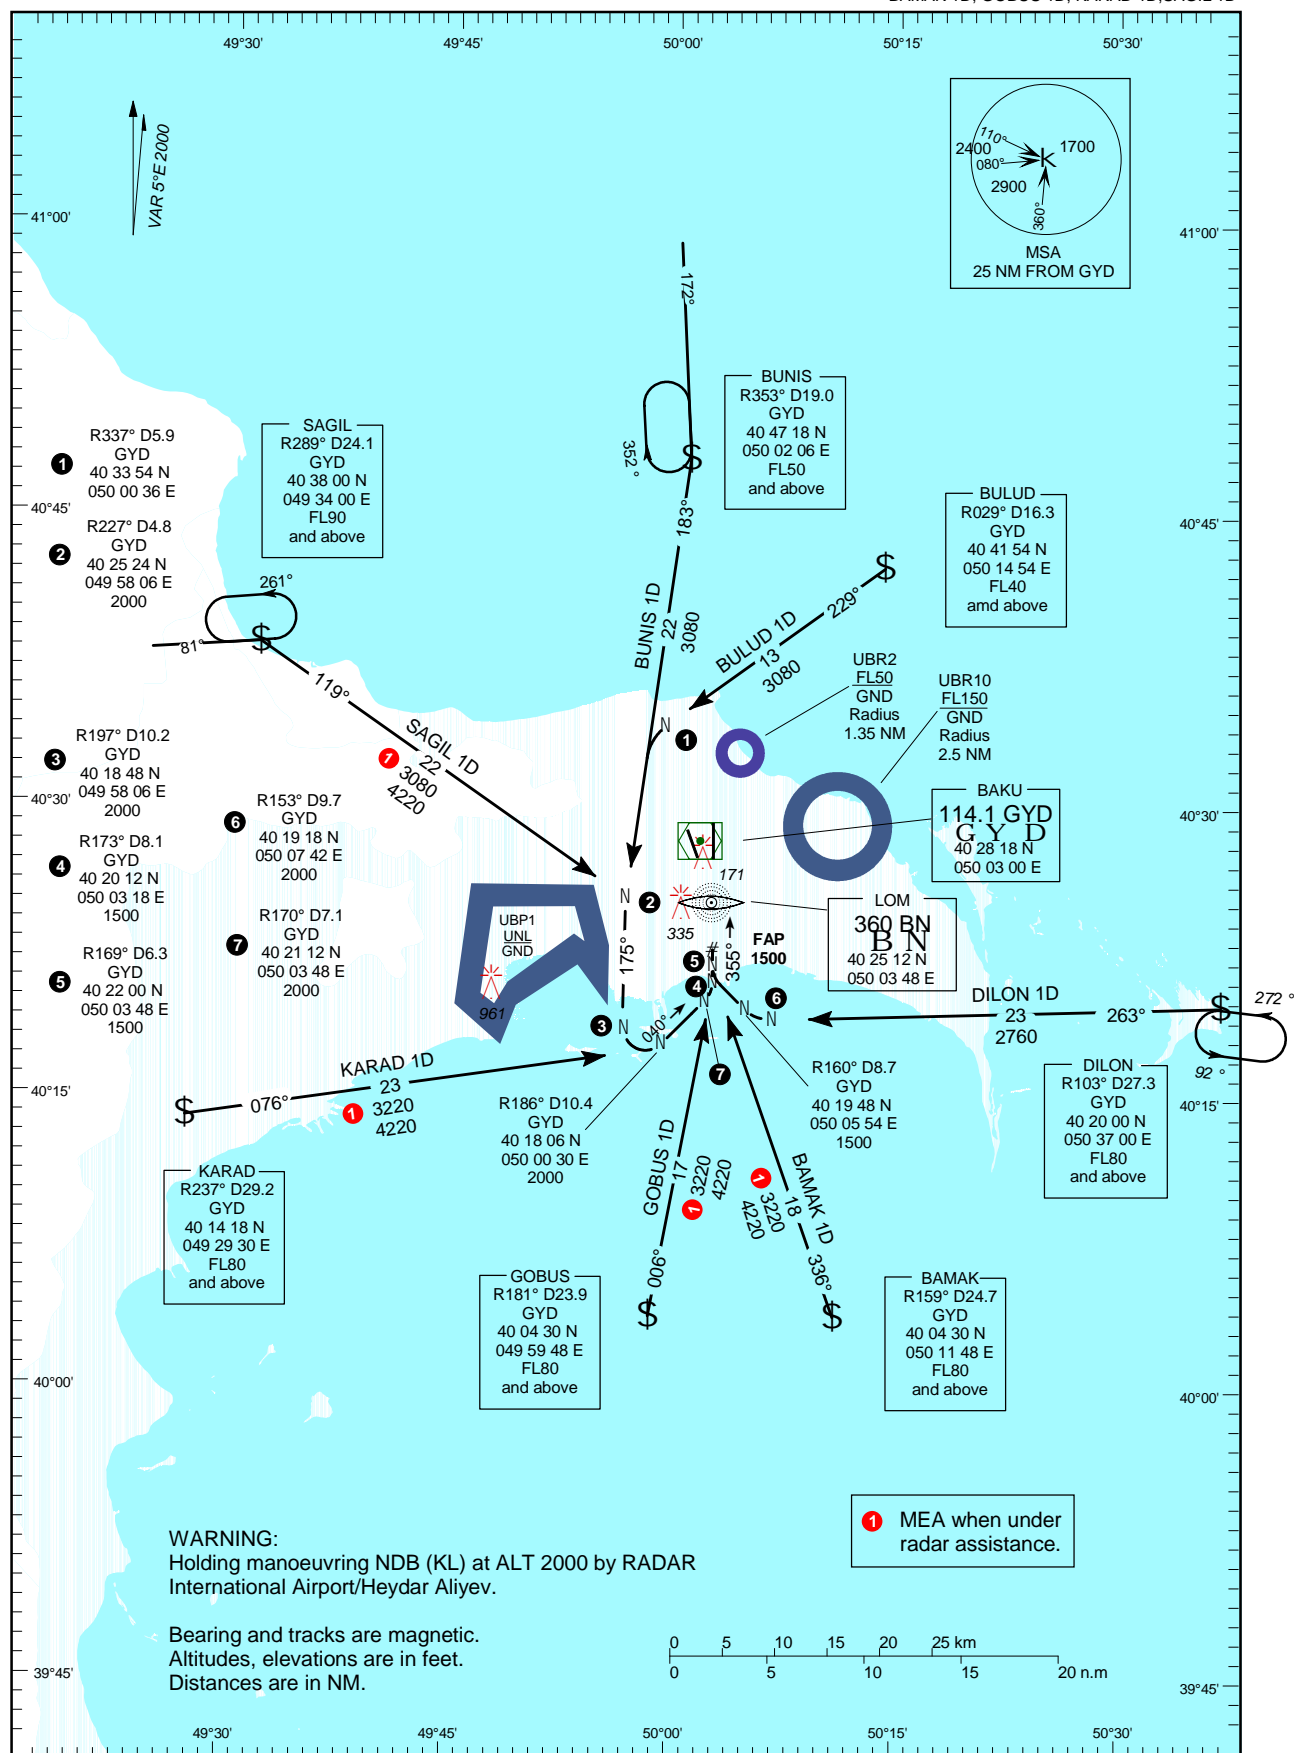 49°30'
49°45'
50°00'
50°15'
50°30'
VAR 5°E 2000
110°
2400
1700
080°
2900
360°
MSA
25 NM FROM GYD
41°00'
41°00'
172°
BUNIS
R353° D19.0
GYD
40 47 18 N
050 02 06 E
FL50
and above
352 °
SAGIL
R289° D24.1
GYD
40 38 00 N
049 34 00 E
FL90
and above
1
R337° D5.9
GYD
40 33 54 N
050 00 36 E
40°45'
40°45'
BULUD
R029° D16.3
GYD
40 41 54 N
050 14 54 E
FL40
amd above
2
R227° D4.8
GYD
40 25 24 N
049 58 06 E
2000
261°
81°
183°
BUNIS 1D
22
3080
229°
BULUD 1D
13
3080
119°
SAGIL 1D
22
1
3080
4220
UBR2
FL50
GND
Radius
1.35 NM
UBR10
FL150
GND
Radius
2.5 NM
1
3
R197° D10.2
GYD
40 18 48 N
049 58 06 E
2000
40°30'
40°30'
BAKU
114.1 GYD
G Y D
40 28 18 N
050 03 00 E
6
R153° D9.7
GYD
40 19 18 N
050 07 42 E
2000
4
R173° D8.1
GYD
40 20 12 N
050 03 18 E
1500
171
2
335
LOM
360 BN
B N
40 25 12 N
050 03 48 E
7
R170° D7.1
GYD
40 21 12 N
050 03 48 E
2000
UBP1
UNL
GND
961
175°
355°
FAP
1500
5
R169° D6.3
GYD
40 22 00 N
050 03 48 E
1500
5
4
6
3
040°
7
DILON 1D
23
263°
2760
272 °
92 °
KARAD 1D
23
076°
1
3220
4220
40°15'
40°15'
R186° D10.4
GYD
40 18 06 N
050 00 30 E
2000
R160° D8.7
GYD
40 19 48 N
050 05 54 E
1500
DILON
R103° D27.3
GYD
40 20 00 N
050 37 00 E
FL80
and above
KARAD
R237° D29.2
GYD
40 14 18 N
049 29 30 E
FL80
and above
GOBUS 1D
17
006°
1
3220
4220
BAMAK 1D
18
336°
1
3220
4220
GOBUS
R181° D23.9
GYD
40 04 30 N
049 59 48 E
FL80
and above
BAMAK
R159° D24.7
GYD
40 04 30 N
050 11 48 E
FL80
and above
40°00'
40°00'
1 MEA when under
radar assistance.
WARNING:
Holding manoeuvring NDB (KL) at ALT 2000 by RADAR
International Airport/Heydar Aliyev.
Bearing and tracks are magnetic.
Altitudes, elevations are in feet.
Distances are in NM.
0 5 10 15 20 25 km
0 5 10 15 20 n.m
39°45'
39°45'
49°30'
49°45'
50°00'
50°15'
50°30'